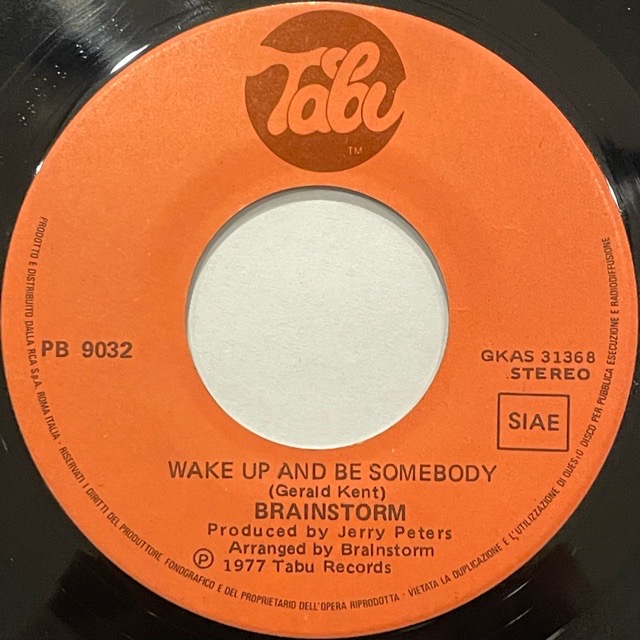 Tabu
TM
PB 9032
GKAS 31368
STEREO
SIAE
WAKE UP AND BE SOMEBODY
(Gerald Kent)
BRAINSTORM
Produced by Jerry Peters
Arranged by Brainstorm
℗ 1977 Tabu Records
PRODOTTO E DISTRIBUITO DALLA RCA S.p.A. ROMA ITALIA - RISERVATI I DIRITTI DEL PRODUTTORE FONOGRAFICO E DEL PROPRIETARIO DELL'OPERA RIPRODOTTA - VIETATA LA DUPLICAZIONE E L'UTILIZZAZIONE DI QUESTO DISCO PER PUBBLICA ESECUZIONE E RADIODIFFUSIONE